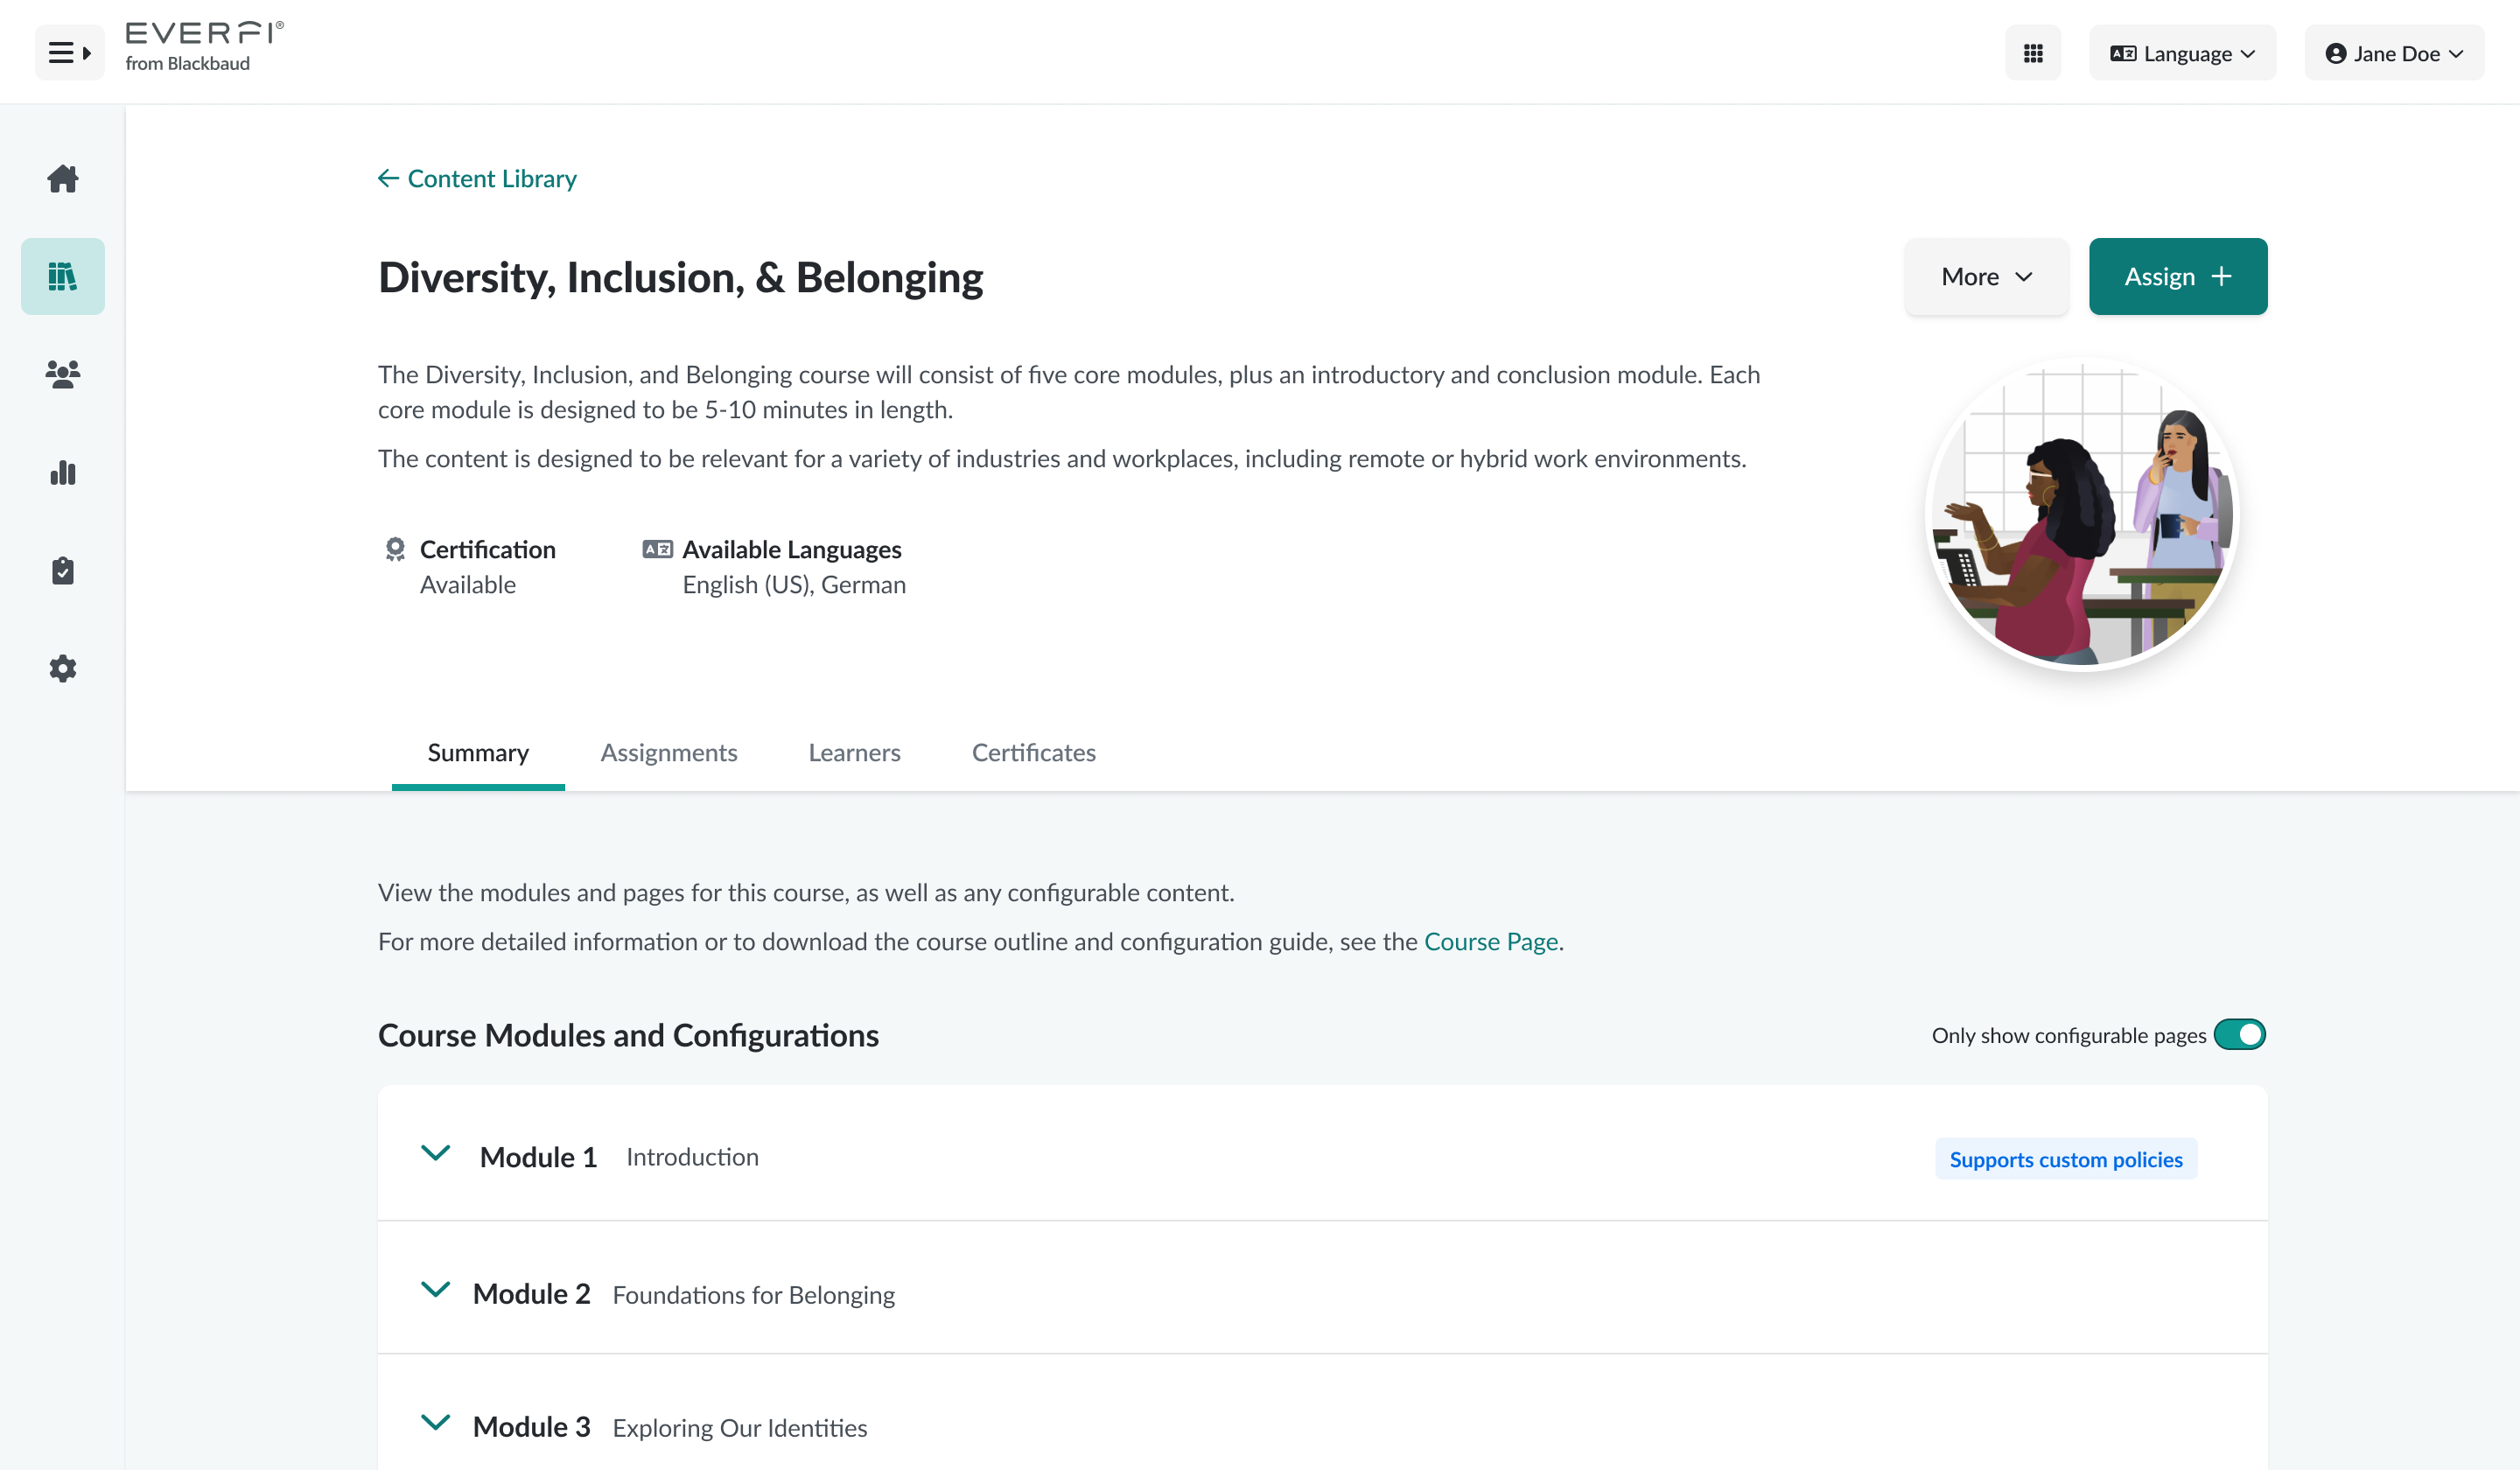 EVERFI®
from Blackbaud
Language
Jane Doe
Content Library
Diversity, Inclusion, & Belonging
More
Assign
The Diversity, Inclusion, and Belonging course will consist of five core modules, plus an introductory and conclusion module. Each
core module is designed to be 5-10 minutes in length.
The content is designed to be relevant for a variety of industries and workplaces, including remote or hybrid work environments.
Certification
Available
Available Languages
English (US), German
Summary
Assignments
Learners
Certificates
View the modules and pages for this course, as well as any configurable content.
For more detailed information or to download the course outline and configuration guide, see the Course Page.
Course Modules and Configurations
Only show configurable pages
Module 1 Introduction
Supports custom policies
Module 2 Foundations for Belonging
Module 3 Exploring Our Identities